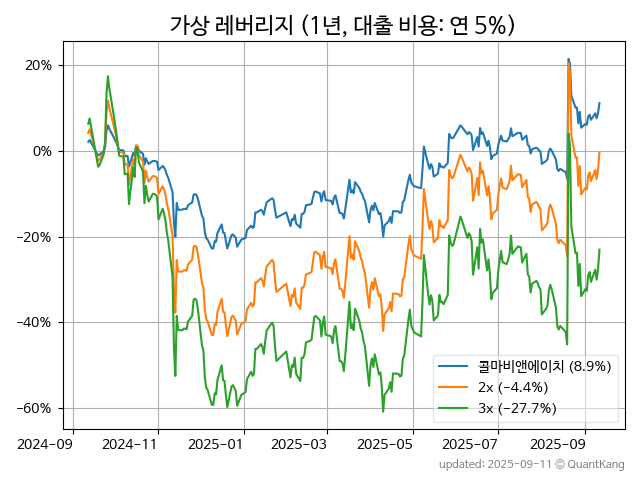 가상 레버리지 (1년, 대출 비용: 연 5%)
20%
0%
−20%
−40%
−60%
콜마비앤에이치 (8.9%)
2x (−4.4%)
3x (−27.7%)
2024-09
2024-11
2025-01
2025-03
2025-05
2025-07
2025-09
updated: 2025-09-11 © QuantKang